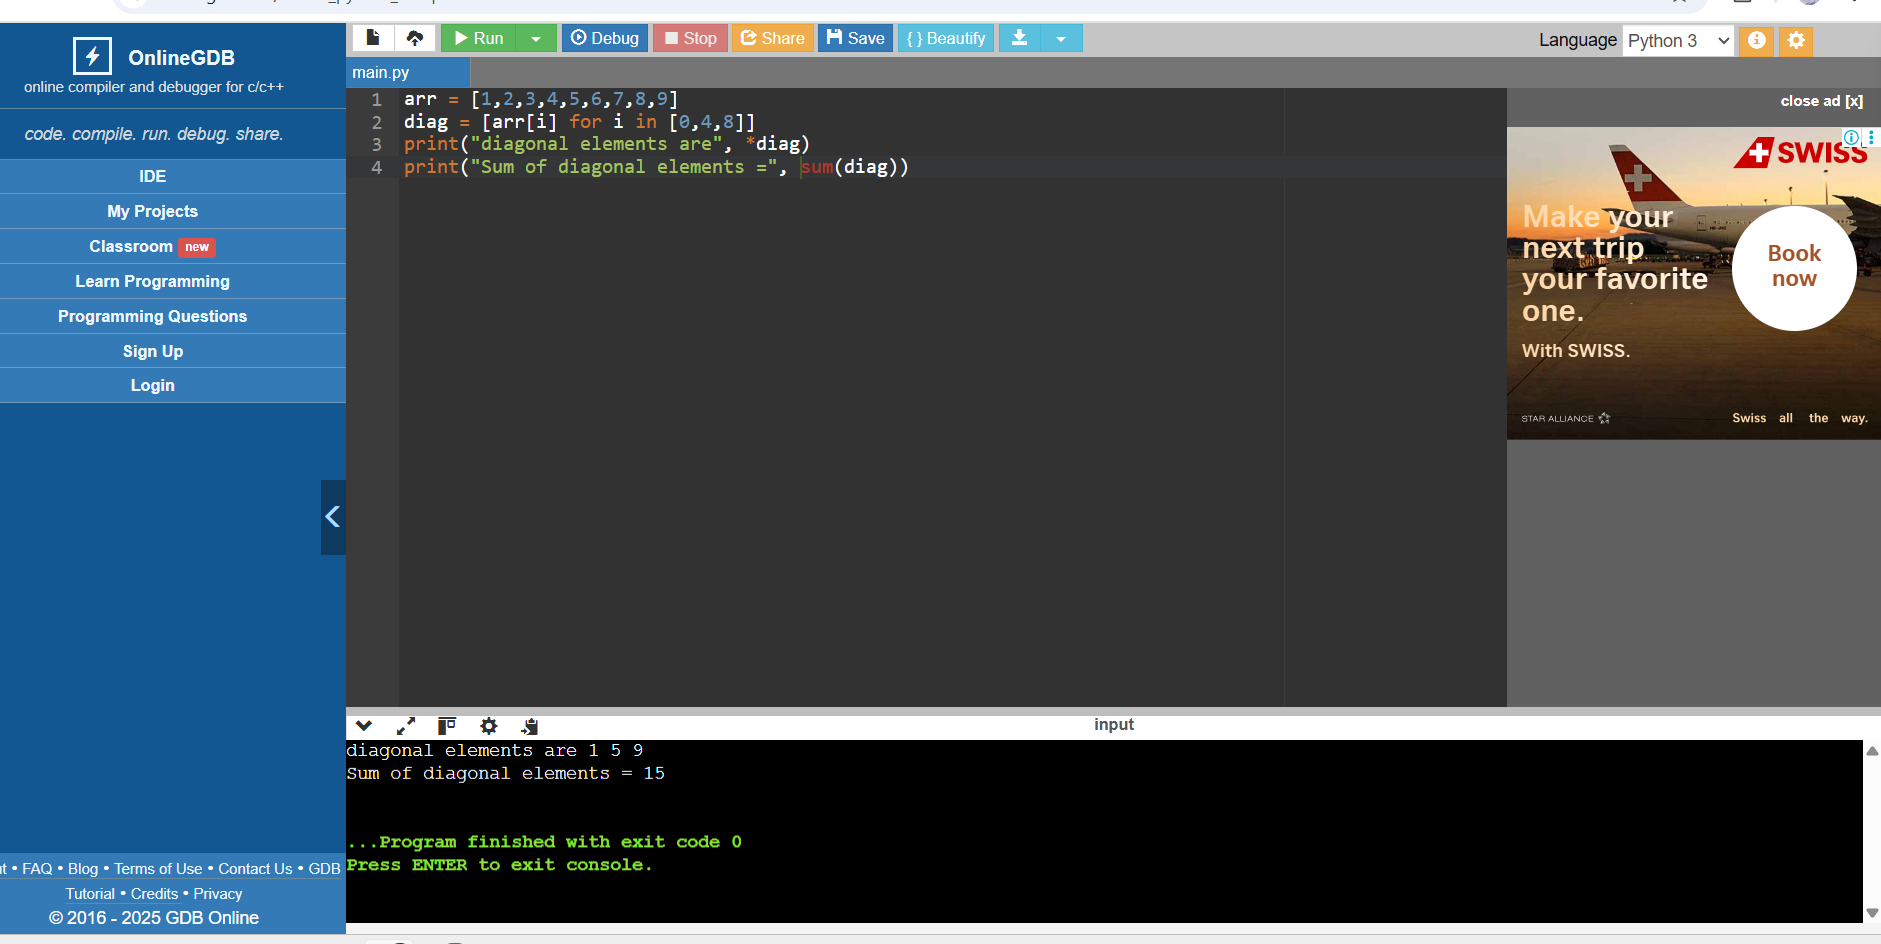 OnlineGDB
online compiler and debugger for c/c++
code. compile. run. debug. share.
IDE
My Projects
Classroom new
Learn Programming
Programming Questions
Sign Up
Login
• FAQ • Blog • Terms of Use • Contact Us • GDB
Tutorial • Credits • Privacy
© 2016 - 2025 GDB Online
Run Debug Stop Share Save { } Beautify
Language Python 3
main.py
1 arr = [1,2,3,4,5,6,7,8,9]
2 diag = [arr[i] for i in [0,4,8]]
3 print("diagonal elements are", *diag)
4 print("Sum of diagonal elements =", sum(diag))
close ad [x]
SWISS
Make your
next trip
your favorite
one.
With SWISS.
Book
now
STAR ALLIANCE
Swiss all the way.
input
diagonal elements are 1 5 9
Sum of diagonal elements = 15
...Program finished with exit code 0
Press ENTER to exit console.